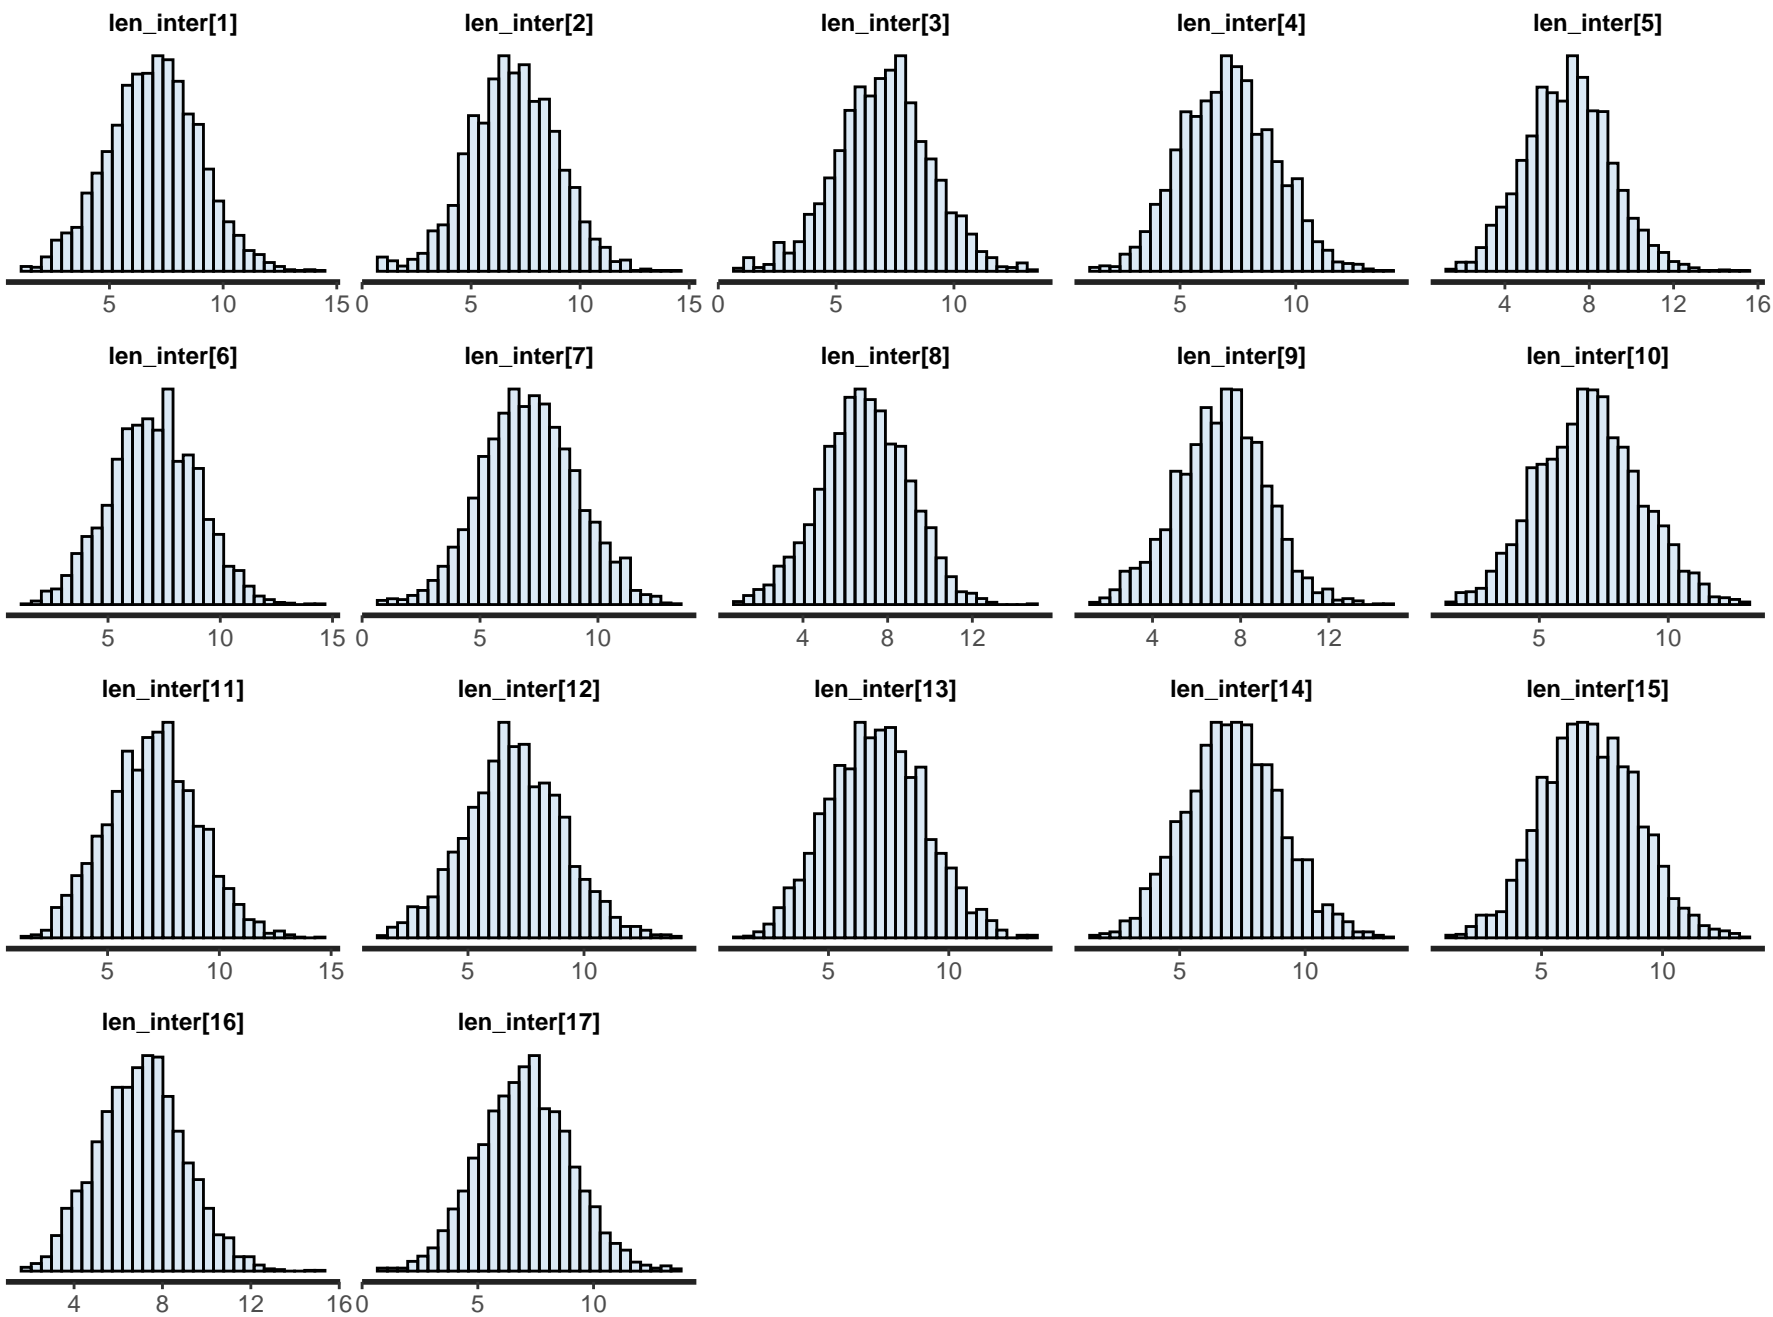 len_inter[1] len_inter[2] len_inter[3] len_inter[4] len_inter[5]
5 10 15 0 5 10 15 0 5 10 5 10 4 8 12 16
len_inter[6] len_inter[7] len_inter[8] len_inter[9] len_inter[10]
5 10 15 0 5 10 4 8 12 4 8 12 5 10
len_inter[11] len_inter[12] len_inter[13] len_inter[14] len_inter[15]
5 10 15 5 10 5 10 5 10 5 10
len_inter[16] len_inter[17]
4 8 12 16 0 5 10